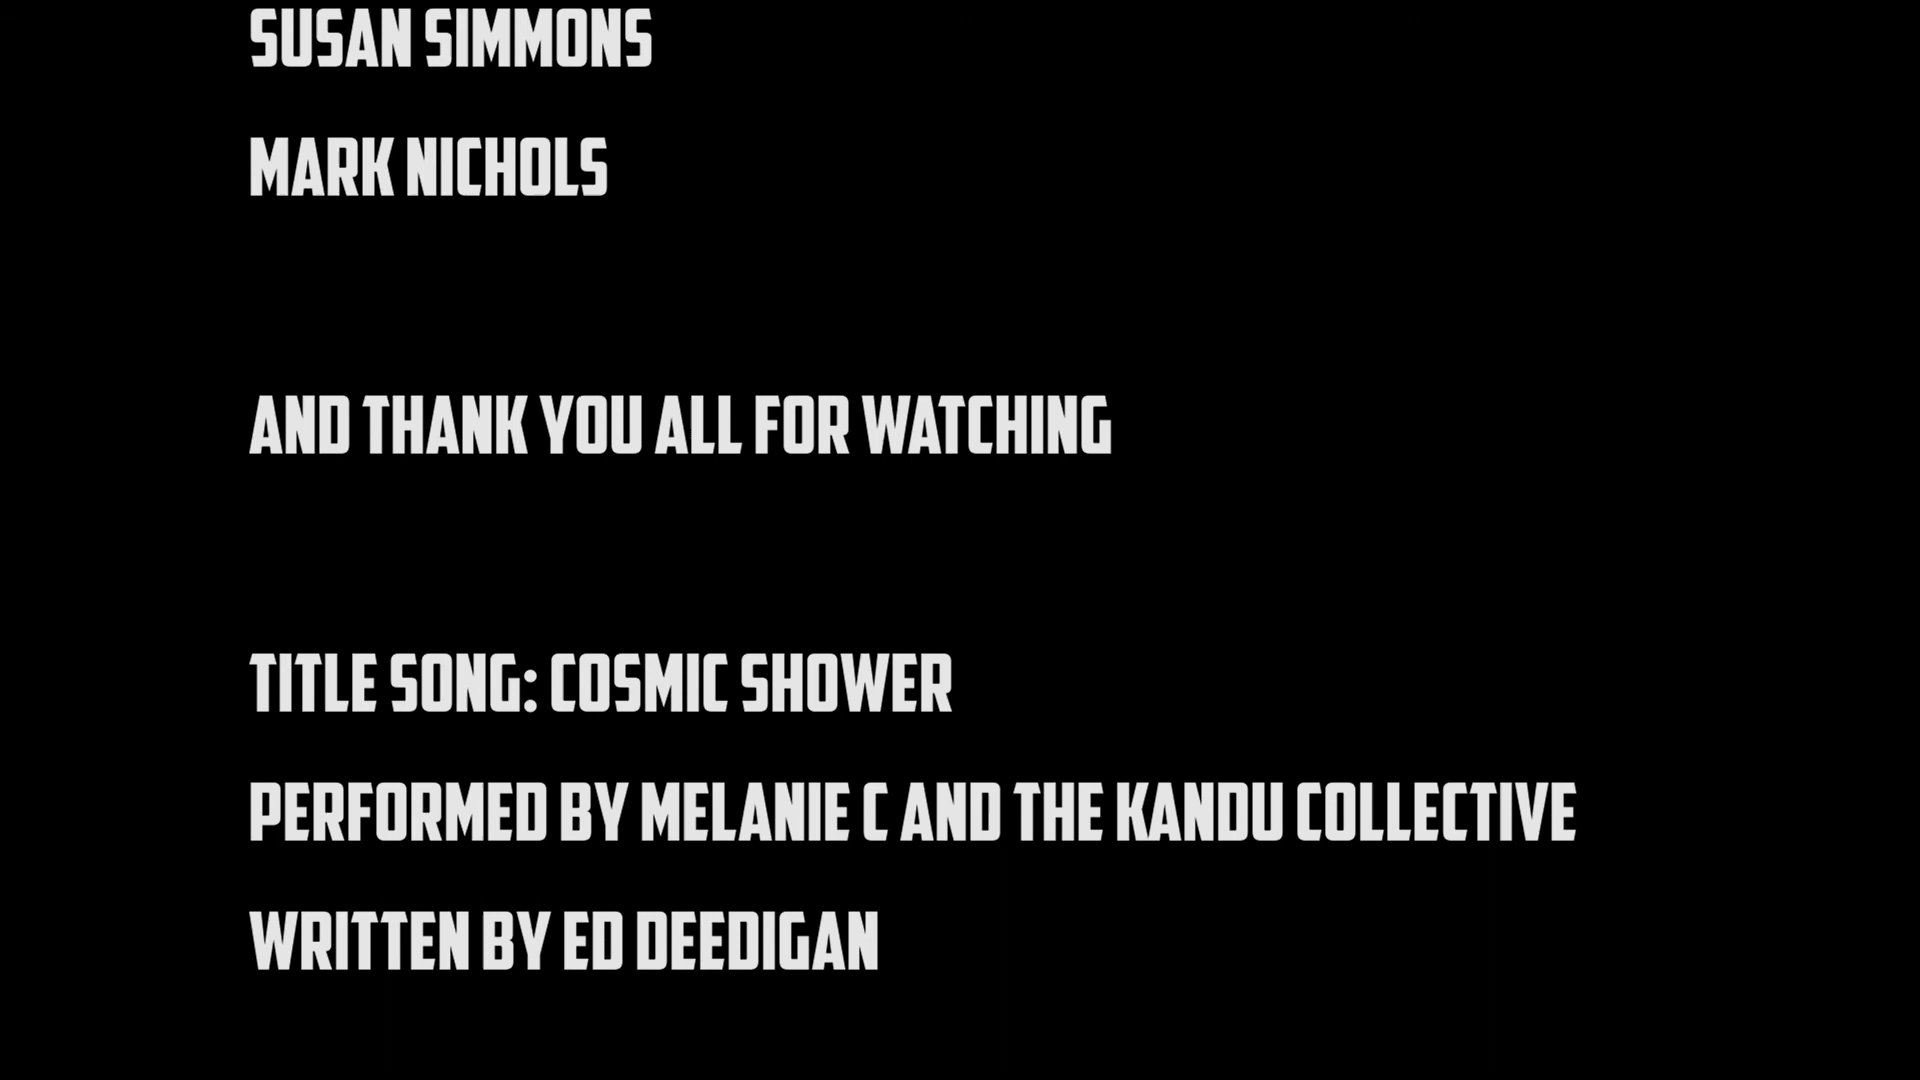 SUSAN SIMMONS
MARK NICHOLS
AND THANK YOU ALL FOR WATCHING
TITLE SONG: COSMIC SHOWER
PERFORMED BY MELANIE C AND THE KANDU COLLECTIVE
WRITTEN BY ED DEEDIGAN